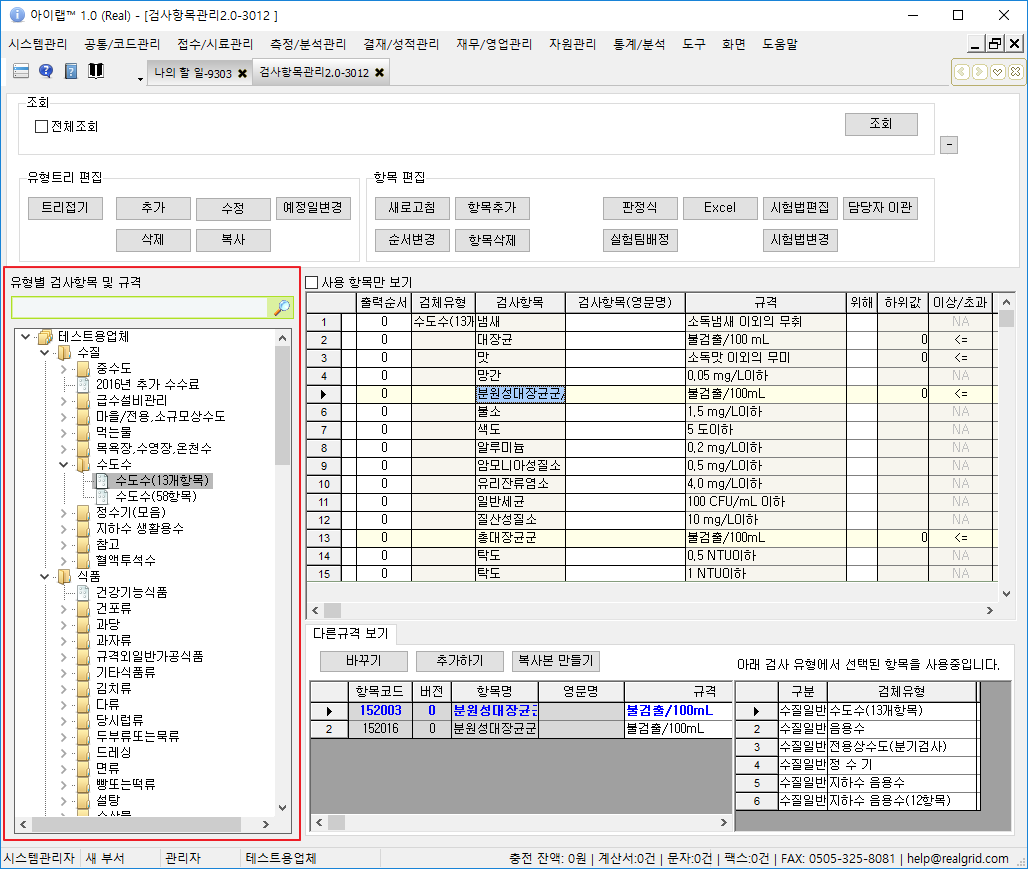 아이랩™ 1.0 (Real) - [검사항목관리2.0-3012 ]
시스템관리 공통/코드관리 접수/시료관리 측정/분석관리 결재/성적관리 재무/영업관리 자원관리 통계/분석 도구 화면 도움말
나의 할 일-9303 검사항목관리2.0-3012
조회
전체조회 조회
유형트리 편집
트리접기 추가 수정 예정일변경
삭제 복사
항목 편집
새로고침 항목추가 판정식 Excel 시험법편집 담당자 이관
순서변경 항목삭제 실험팀배정 시험법변경
유형별 검사항목 및 규격
테스트용업체
수질
중수도
2016년 추가 수수료
급수설비관리
마을/전용,소규모상수도
먹는물
목욕장,수영장,온천수
수도수
수도수(13개항목)
수도수(58항목)
정수기(모음)
지하수 생활용수
참고
혈액투석수
식품
건강기능식품
건포류
과당
과자류
규격외일반가공식품
기타식품류
김치류
다류
당시럽류
두부류또는묵류
드레싱
면류
빵또는떡류
설탕
사용 항목만 보기
출력순서 검체유형 검사항목 검사항목(영문명) 규격 위해 하위값 이상/초과
1 0 수도수(13개 냄새 소독냄새 이외의 무취 NA
2 0 대장균 불검출/100 mL 0 <=
3 0 맛 소독맛 이외의 무미 0 <=
4 0 망간 0,05 mg/L이하 NA
0 분원성대장균군/ 불검출/100mL 0 <=
6 0 불소 1,5 mg/L이하 NA
7 0 색도 5 도이하 NA
8 0 알루미늄 0,2 mg/L이하 NA
9 0 암모니아성질소 0,5 mg/L이하 NA
10 0 유리잔류염소 4,0 mg/L이하 NA
11 0 일반세균 100 CFU/mL 이하 NA
12 0 질산성질소 10 mg/L이하 NA
13 0 총대장균군 불검출/100mL 0 <=
14 0 탁도 0,5 NTU이하 NA
15 0 탁도 1 NTU이하 NA
다른규격 보기
바꾸기 추가하기 복사본 만들기 아래 검사 유형에서 선택된 항목을 사용중입니다.
항목코드 버전 항목명 영문명 규격
152003 0 분원성대장균군 불검출/100mL
2 152016 0 분원성대장균군 불검출/100mL
구분 검체유형
수질일반 수도수(13개항목)
2 수질일반 음용수
3 수질일반 전용상수도(분기검사)
4 수질일반 정 수 기
5 수질일반 지하수 음용수
6 수질일반 지하수 음용수(12항목)
시스템관리자 새 부서 관리자 테스트용업체 충전 잔액: 0원 | 계산서:0건 | 문자:0건 | 팩스:0건 | FAX: 0505-325-8081 | help@realgrid.com